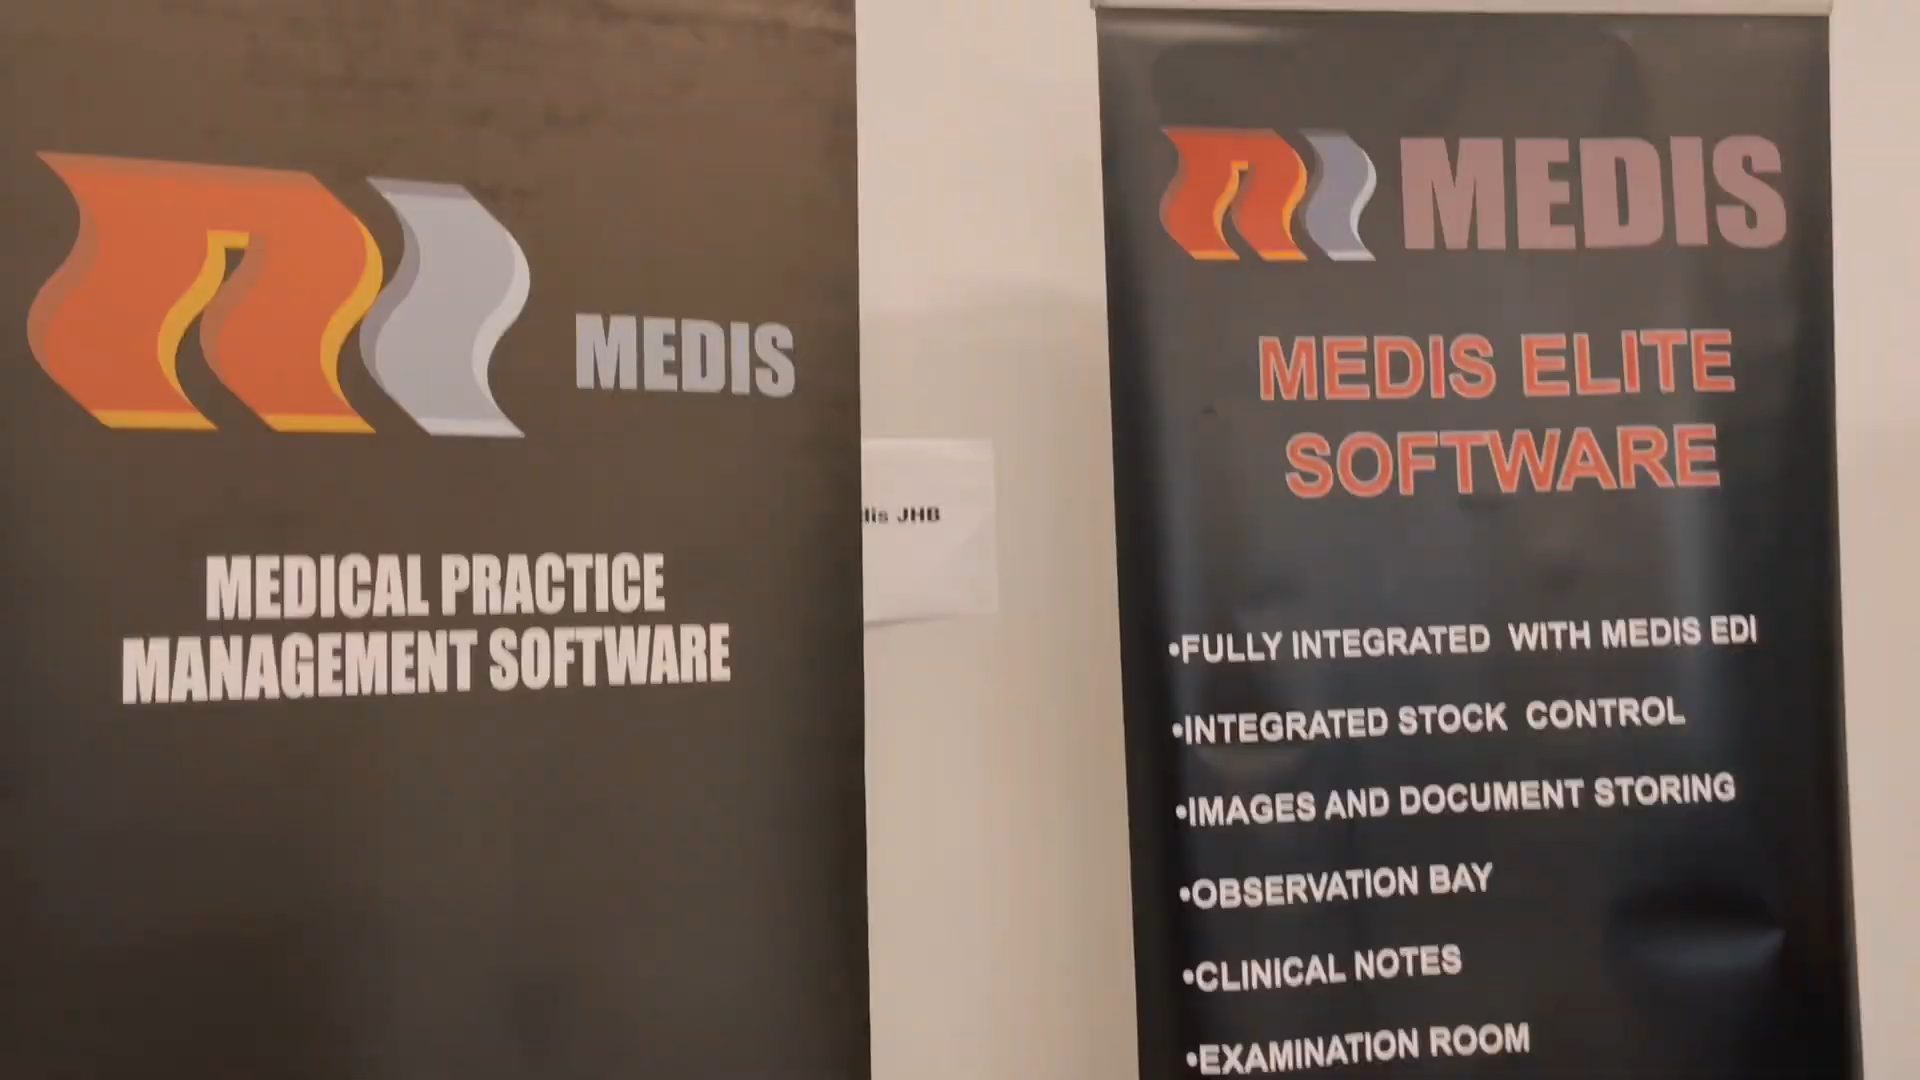 MEDIS
MEDICAL PRACTICE
MANAGEMENT SOFTWARE
JHB
MEDIS
MEDIS ELITE
SOFTWARE
•FULLY INTEGRATED WITH MEDIS EDI
•INTEGRATED STOCK CONTROL
•IMAGES AND DOCUMENT STORING
•OBSERVATION BAY
•CLINICAL NOTES
•EXAMINATION ROOM